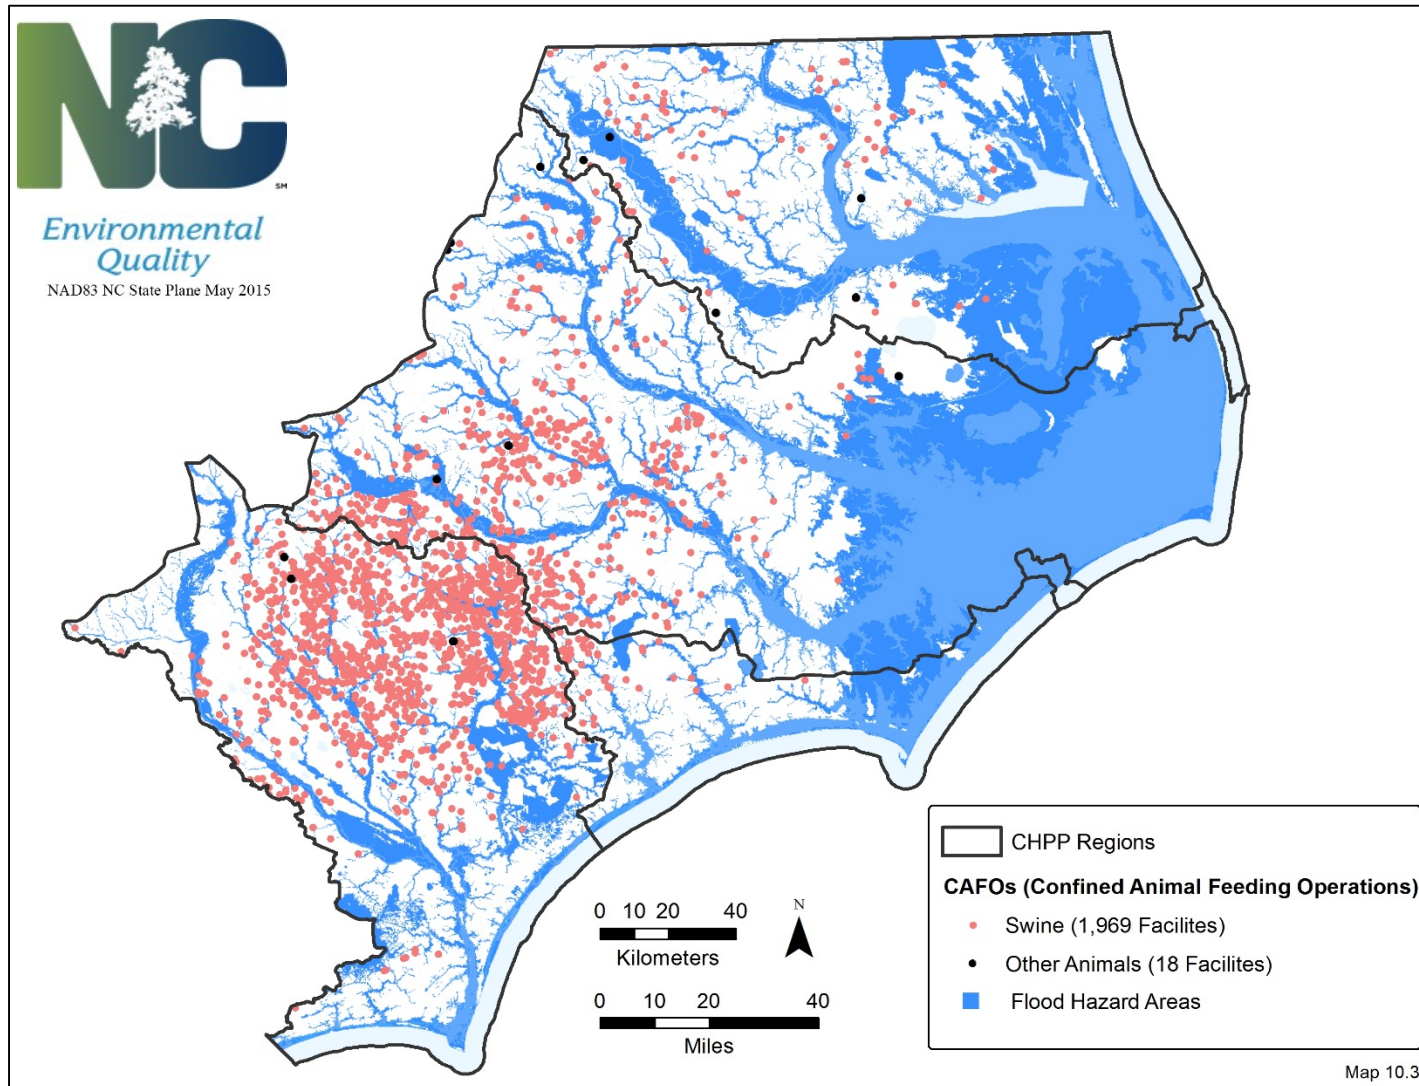 NC
SM
Environmental
Quality
NAD83 NC State Plane May 2015
0 10 20 40
Kilometers
N
0 10 20 40
Miles
CHPP Regions
CAFOs (Confined Animal Feeding Operations)
Swine (1,969 Facilites)
Other Animals (18 Facilites)
Flood Hazard Areas
Map 10.3